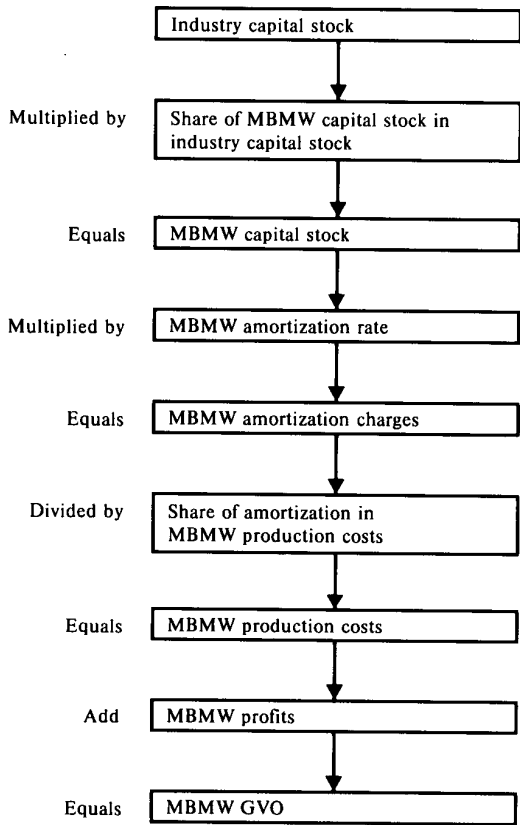 Industry capital stock
Multiplied by
Share of MBMW capital stock in
industry capital stock
Equals
MBMW capital stock
Multiplied by
MBMW amortization rate
Equals
MBMW amortization charges
Divided by
Share of amortization in
MBMW production costs
Equals
MBMW production costs
Add
MBMW profits
Equals
MBMW GVO